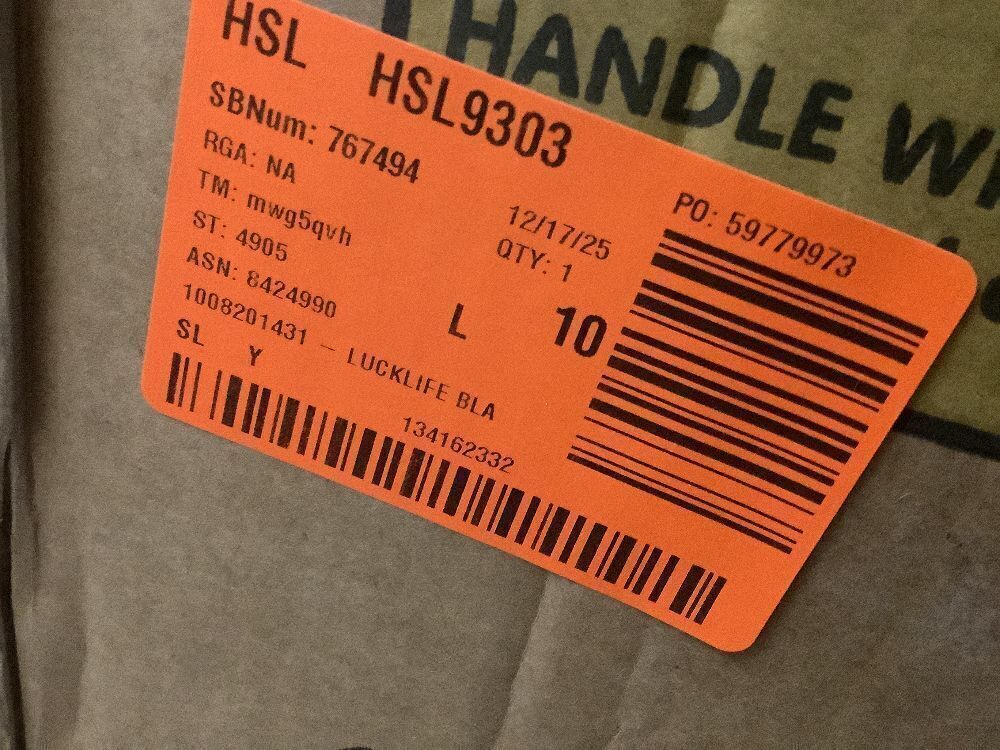 HANDLE
HSL HSL9303
SBNum: 767494
RGA: NA
TM: mwg5qvh
ST: 4905
ASN: 8424990
1008201431 – LUCKLIFE BLA
SL Y
12/17/25
QTY: 1
L 10
PO: 59779973
134162332